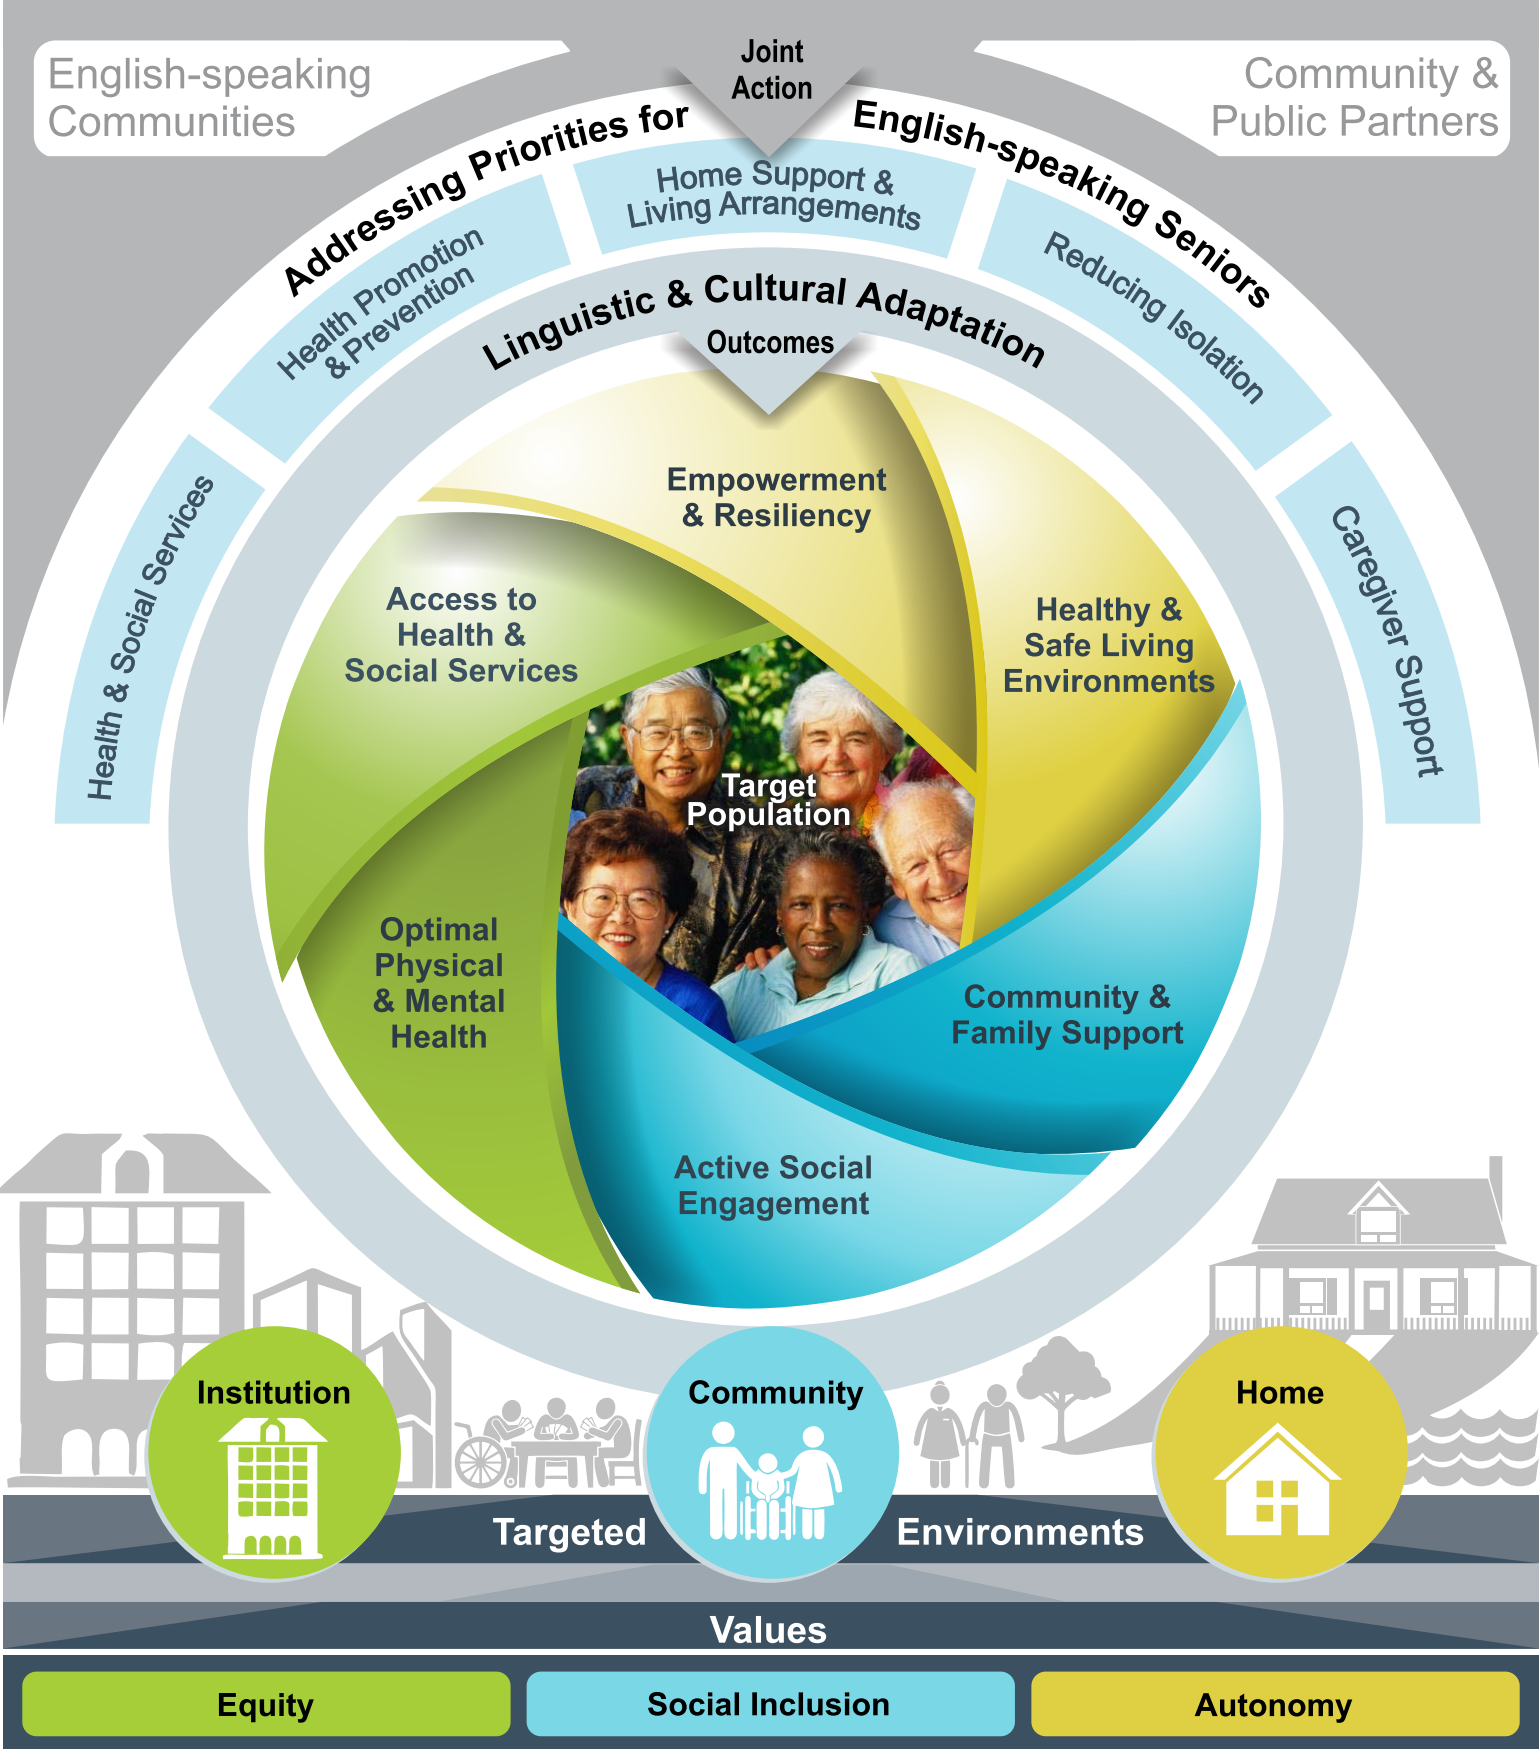 Joint
Action
English-speaking
Communities
Community &
Public Partners
Addressing Priorities for English-speaking Seniors
Health & Social Services
Health Promotion
& Prevention
Home Support &
Living Arrangements
Reducing Isolation
Caregiver Support
Linguistic & Cultural Adaptation
Outcomes
Empowerment
& Resiliency
Access to
Health &
Social Services
Healthy &
Safe Living
Environments
Target
Population
Optimal
Physical
& Mental
Health
Community &
Family Support
Active Social
Engagement
Institution
Community
Home
Targeted Environments
Values
Equity
Social Inclusion
Autonomy